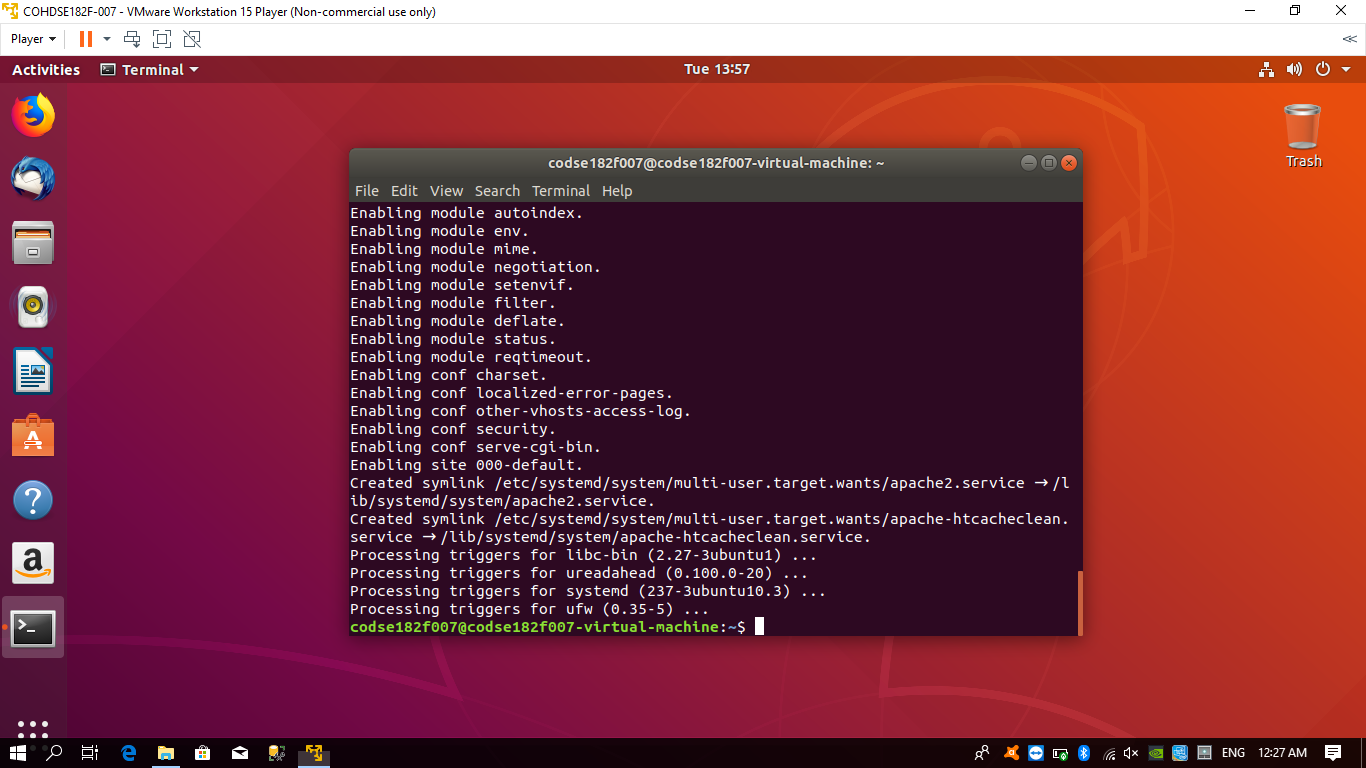 COHDSE182F-007 - VMware Workstation 15 Player (Non-commercial use only)
Player
Activities
Terminal
Tue 13:57
Trash
codse182f007@codse182f007-virtual-machine: ~
File Edit View Search Terminal Help
Enabling module autoindex.
Enabling module env.
Enabling module mime.
Enabling module negotiation.
Enabling module setenvif.
Enabling module filter.
Enabling module deflate.
Enabling module status.
Enabling module reqtimeout.
Enabling conf charset.
Enabling conf localized-error-pages.
Enabling conf other-vhosts-access-log.
Enabling conf security.
Enabling conf serve-cgi-bin.
Enabling site 000-default.
Created symlink /etc/systemd/system/multi-user.target.wants/apache2.service → /l
ib/systemd/system/apache2.service.
Created symlink /etc/systemd/system/multi-user.target.wants/apache-htcacheclean.
service → /lib/systemd/system/apache-htcacheclean.service.
Processing triggers for libc-bin (2.27-3ubuntu1) ...
Processing triggers for ureadahead (0.100.0-20) ...
Processing triggers for systemd (237-3ubuntu10.3) ...
Processing triggers for ufw (0.35-5) ...
codse182f007@codse182f007-virtual-machine:~$
ENG 12:27 AM